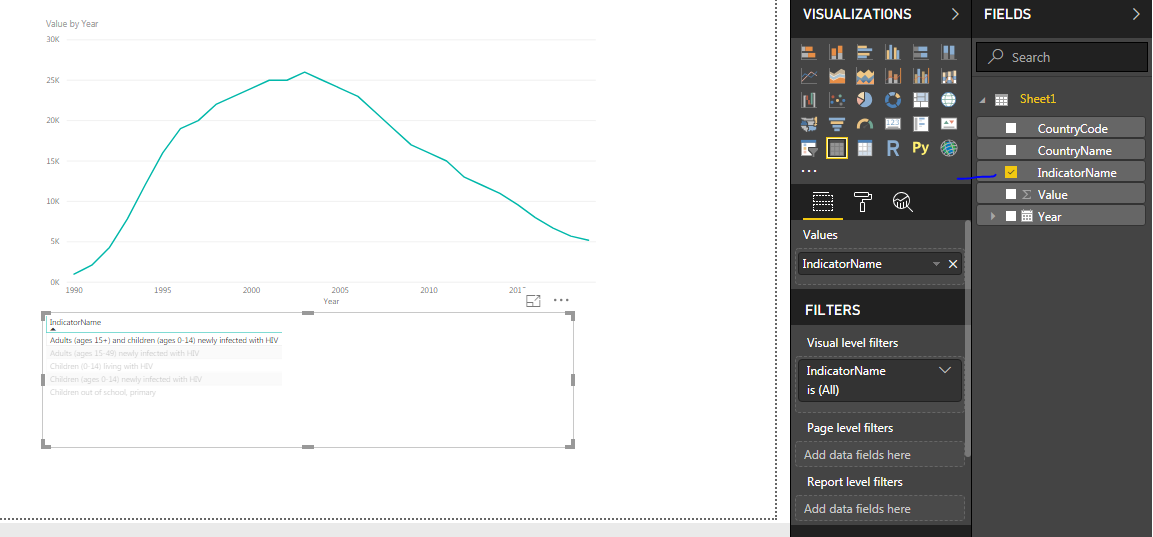 Value by Year
30K
25K
20K
15K
10K
5K
0K
1990
1995
2000
2005
2010
Year
IndicatorName
Adults (ages 15+) and children (ages 0-14) newly infected with HIV
Adults (ages 15-49) newly infected with HIV
Children (0-14) living with HIV
Children (ages 0-14) newly infected with HIV
Children out of school, primary
VISUALIZATIONS
123
R
Py
Values
IndicatorName
FILTERS
Visual level filters
IndicatorName
is (All)
Page level filters
Add data fields here
Report level filters
Add data fields here
FIELDS
Search
Sheet1
CountryCode
CountryName
IndicatorName
Σ Value
Year